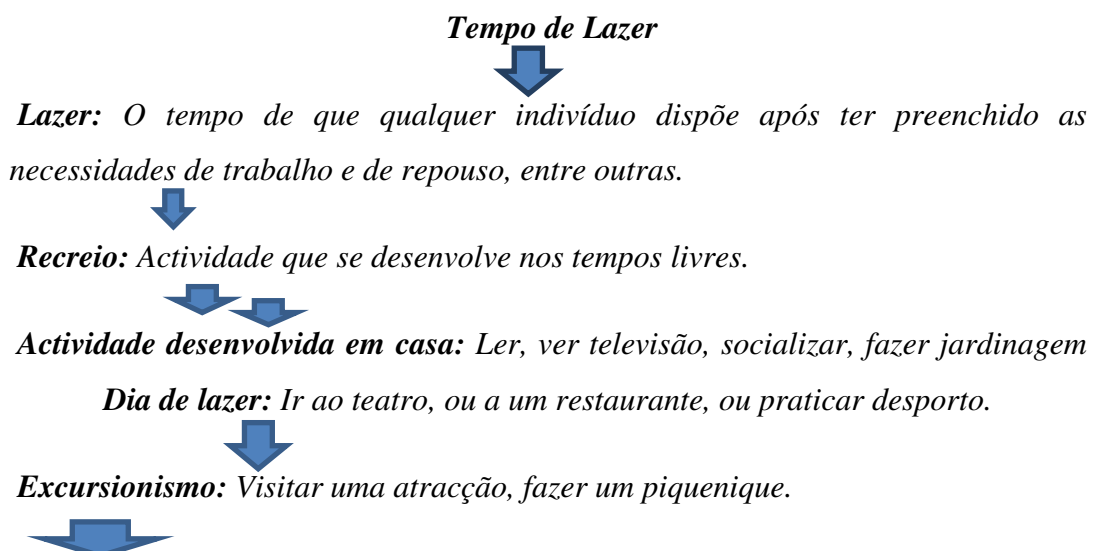 Tempo de Lazer
Lazer: O tempo de que qualquer indivíduo dispõe após ter preenchido as
necessidades de trabalho e de repouso, entre outras.
Recreio: Actividade que se desenvolve nos tempos livres.
Actividade desenvolvida em casa: Ler, ver televisão, socializar, fazer jardinagem
Dia de lazer: Ir ao teatro, ou a um restaurante, ou praticar desporto.
Excursionismo: Visitar uma atracção, fazer um piquenique.